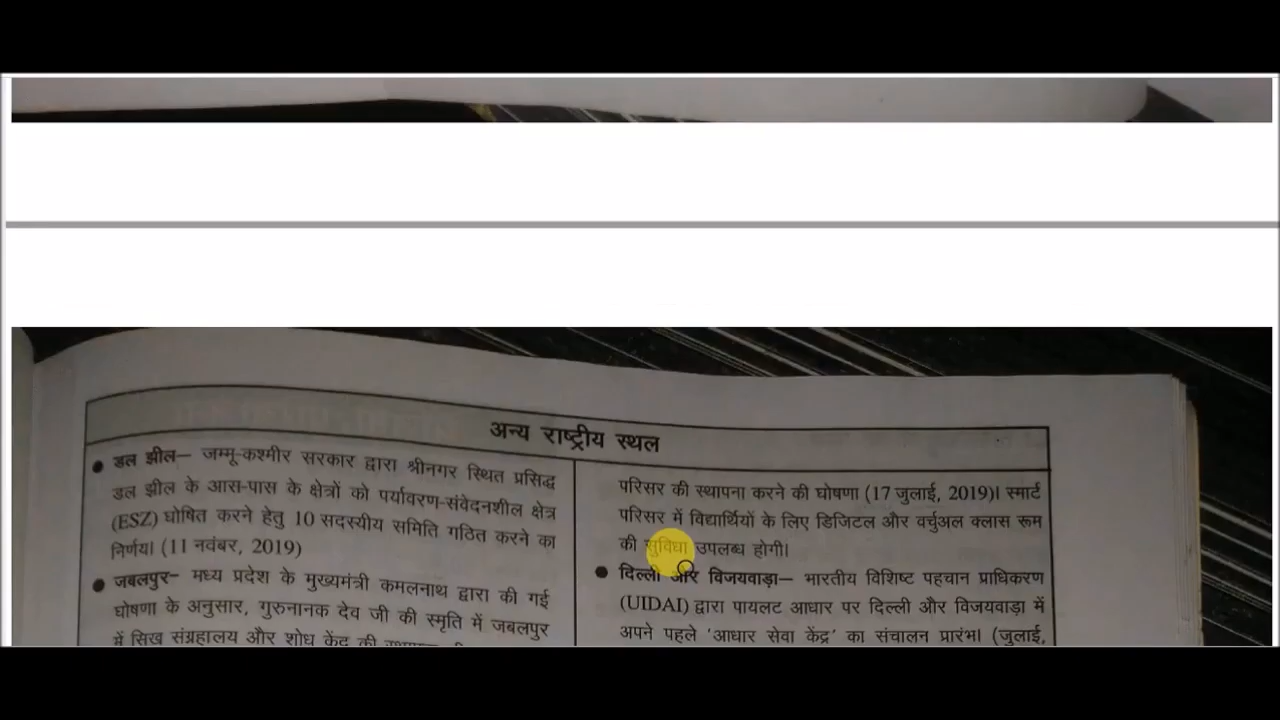 अन्य राष्ट्रीय स्थल
● डल झील– जम्मू-कश्मीर सरकार द्वारा श्रीनगर स्थित प्रसिद्ध
डल झील के आस-पास के क्षेत्रों को पर्यावरण-संवेदनशील क्षेत्र
(ESZ) घोषित करने हेतु 10 सदस्यीय समिति गठित करने का
निर्णय। (11 नवंबर, 2019)
● जबलपुर– मध्य प्रदेश के मुख्यमंत्री कमलनाथ द्वारा की गई
घोषणा के अनुसार, गुरुनानक देव जी की स्मृति में जबलपुर
में सिख संग्रहालय और शोध केंद्र की
परिसर की स्थापना करने की घोषणा (17 जुलाई, 2019)। स्मार्ट
परिसर में विद्यार्थियों के लिए डिजिटल और वर्चुअल क्लास रूम
की सुविधा उपलब्ध होगी।
● दिल्ली और विजयवाड़ा– भारतीय विशिष्ट पहचान प्राधिकरण
(UIDAI) द्वारा पायलट आधार पर दिल्ली और विजयवाड़ा में
अपने पहले 'आधार सेवा केंद्र' का संचालन प्रारंभ। (जुलाई,